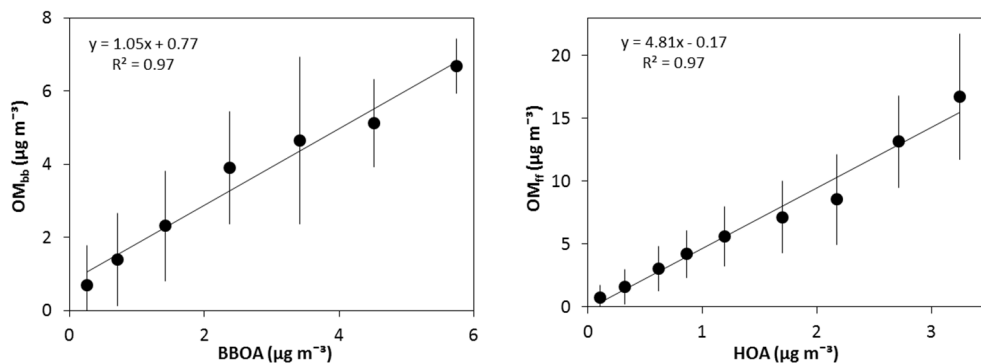 8
6
4
2
0
OM_bb (µg m⁻³)
y = 1.05x + 0.77
R² = 0.97
0
2
4
6
BBOA (µg m⁻³)
20
15
10
5
0
OM_ff (µg m⁻³)
y = 4.81x - 0.17
R² = 0.97
0
1
2
3
HOA (µg m⁻³)